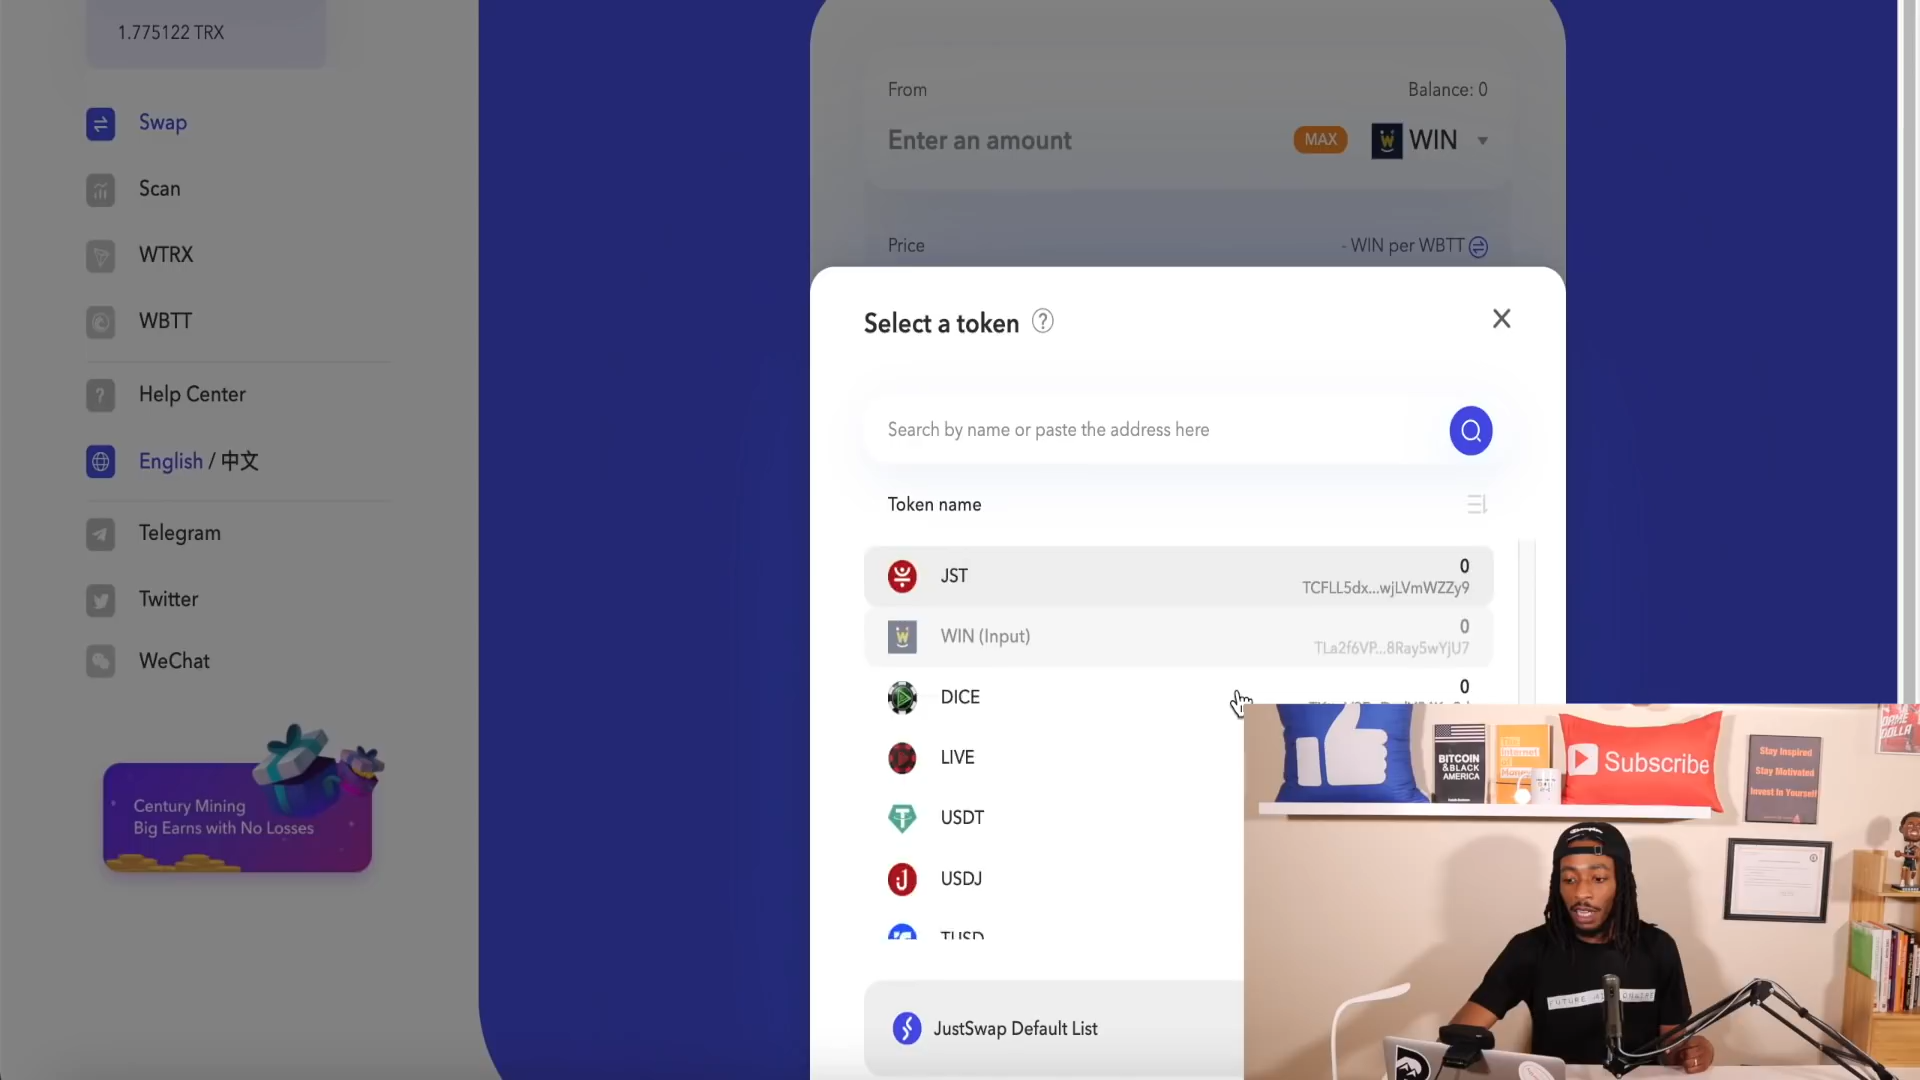 1.775122 TRX
Swap
Scan
WTRX
WBTT
Help Center
English / 中文
Telegram
Twitter
WeChat
Century Mining
Big Earns with No Losses
From
Balance: 0
Enter an amount
MAX
WIN
Price
- WIN per WBTT
Select a token
Search by name or paste the address here
Token name
JST
0
TCFLL5dx...wjLVmWZZy9
WIN (Input)
0
TLa2f6VP...8Ray5wYjU7
DICE
0
LIVE
USDT
USDJ
TUSD
JustSwap Default List
BITCOIN
&BLACK
AMERICA
Subscribe
Stay Inspired
Stay Motivated
Invest In Yourself
DAME
DOLLA